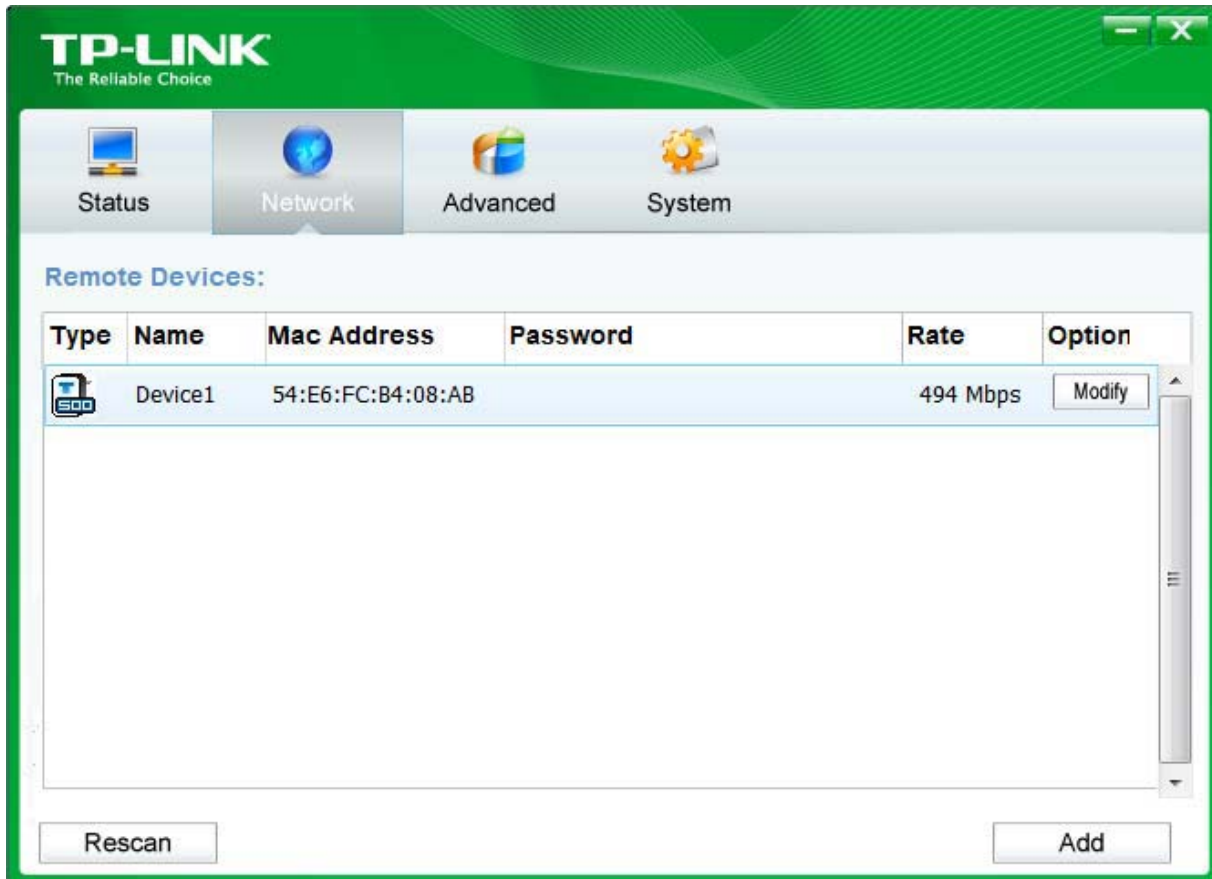 TP-LINK
The Reliable Choice
Status Network Advanced System
Remote Devices:
Type Name Mac Address Password Rate Option
T 500 Device1 54:E6:FC:B4:08:AB 494 Mbps Modify
Rescan Add